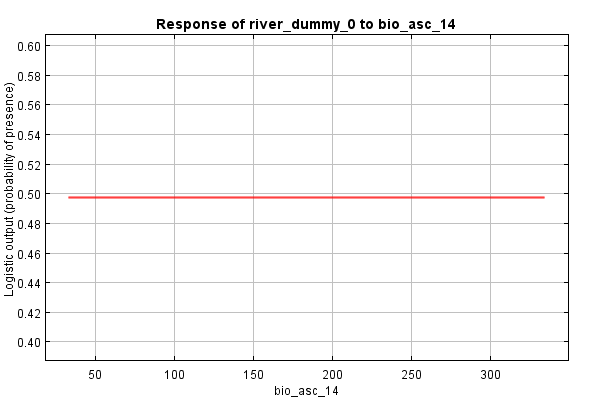 Response of river_dummy_0 to bio_asc_14
Logistic output (probability of presence)
0.60
0.58
0.56
0.54
0.52
0.50
0.48
0.46
0.44
0.42
0.40
50 100 150 200 250 300
bio_asc_14